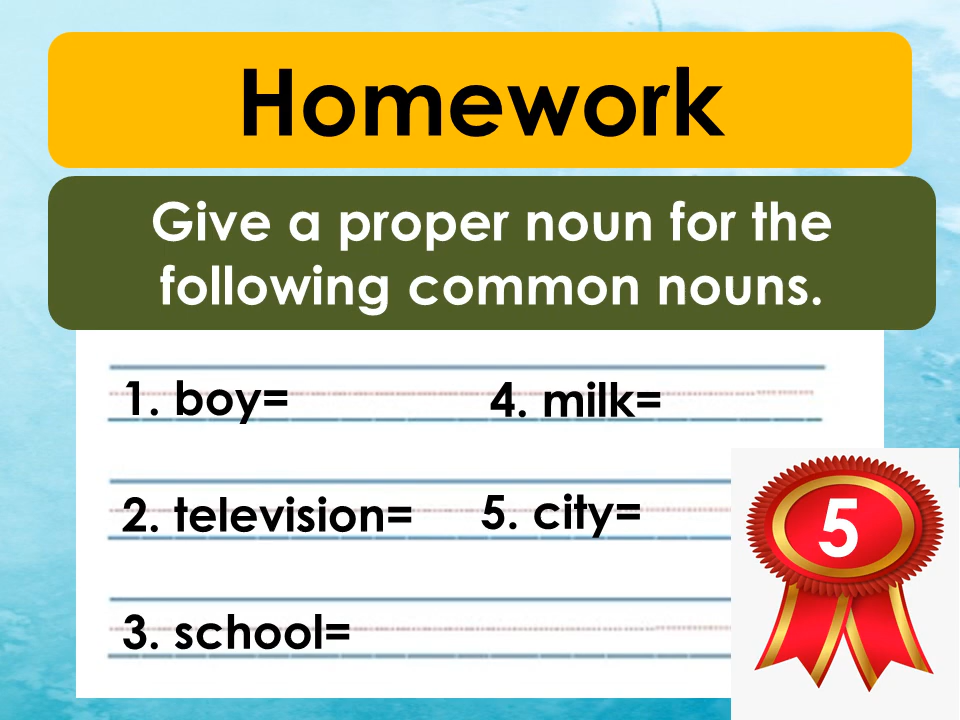 Homework
Give a proper noun for the
following common nouns.
1. boy=
2. television=
3. school=
4. milk=
5. city=
5